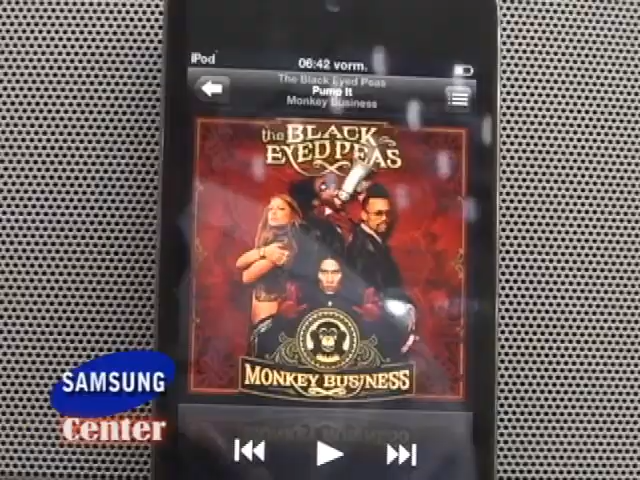 iPod
06:42 vorm.
The Black Eyed Peas
Pump It
Monkey Business
the BLACK
EYED PEAS
MONKEY BUSINESS
SAMSUNG
Center